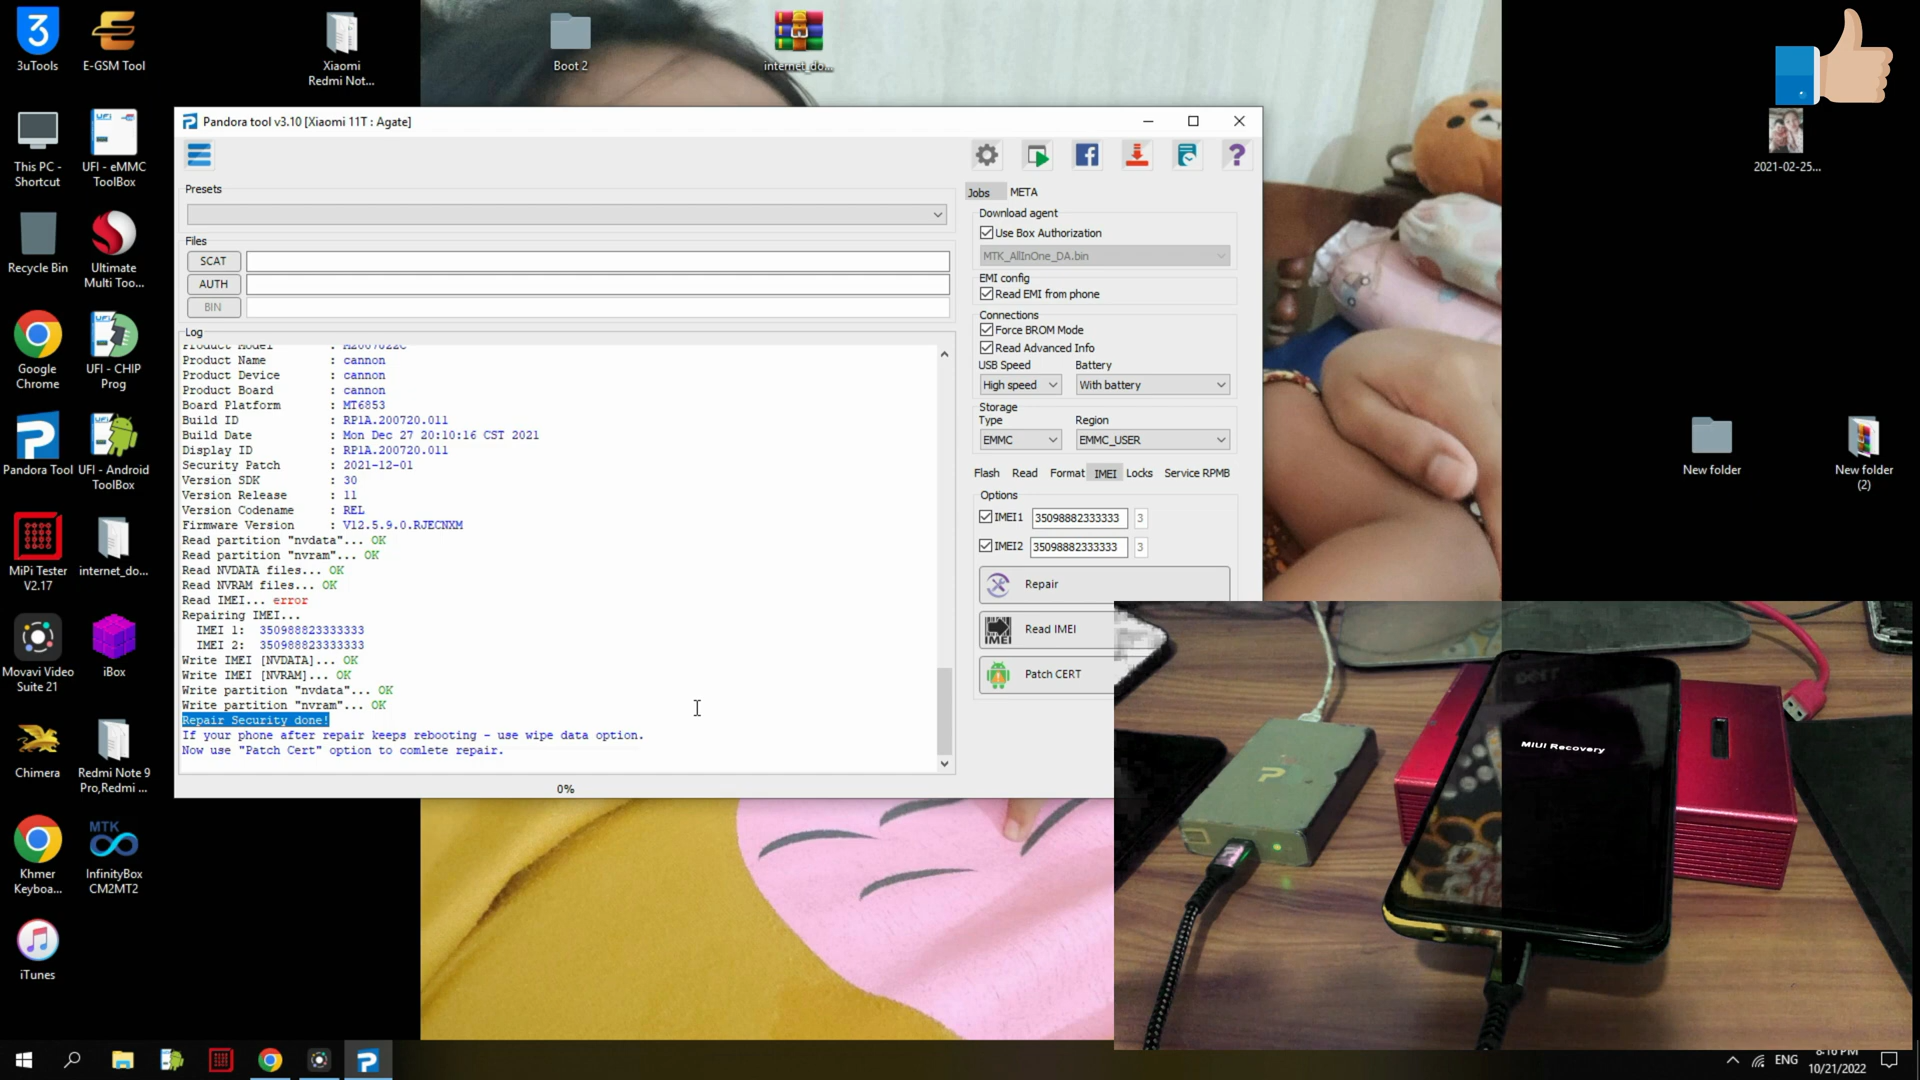 3uTools
E-GSM Tool
Xiaomi
Redmi Not...
Boot 2
internet_do...
2021-02-25...
This PC -
Shortcut
UFI - eMMC
ToolBox
Recycle Bin
Ultimate
Multi Too...
Google
Chrome
UFI - CHIP
Prog
Pandora Tool
UFI - Android
ToolBox
MiPi Tester
V2.17
internet_do...
Movavi Video
Suite 21
iBox
Chimera
Redmi Note 9
Pro,Redmi ...
Khmer
Keyboa...
MTK
InfinityBox
CM2MT2
iTunes
New folder
New folder
(2)
Pandora tool v3.10 [Xiaomi 11T : Agate]
Presets
Files
SCAT
AUTH
BIN
Log
Product Model : M2007J22C
Product Name : cannon
Product Device : cannon
Product Board : cannon
Board Platform : MT6853
Build ID : RP1A.200720.011
Build Date : Mon Dec 27 20:10:16 CST 2021
Display ID : RP1A.200720.011
Security Patch : 2021-12-01
Version SDK : 30
Version Release : 11
Version Codename : REL
Firmware Version : V12.5.9.0.RJECNXM
Read partition "nvdata"... OK
Read partition "nvram"... OK
Read NVDATA files... OK
Read NVRAM files... OK
Read IMEI... error
Repairing IMEI...
IMEI 1: 350988823333333
IMEI 2: 350988823333333
Write IMEI [NVDATA]... OK
Write IMEI [NVRAM]... OK
Write partition "nvdata"... OK
Write partition "nvram"... OK
Repair Security done!
If your phone after repair keeps rebooting - use wipe data option.
Now use "Patch Cert" option to comlete repair.
0%
Jobs META
Download agent
Use Box Authorization
MTK_AllInOne_DA.bin
EMI config
Read EMI from phone
Connections
Force BROM Mode
Read Advanced Info
USB Speed Battery
High speed With battery
Storage
Type Region
EMMC EMMC_USER
Flash Read Format IMEI Locks Service RPMB
Options
IMEI1 35098882333333 3
IMEI2 35098882333333 3
Repair
IMEI Read IMEI
Patch CERT
MIUI Recovery
ENG
8:16 PM
10/21/2022